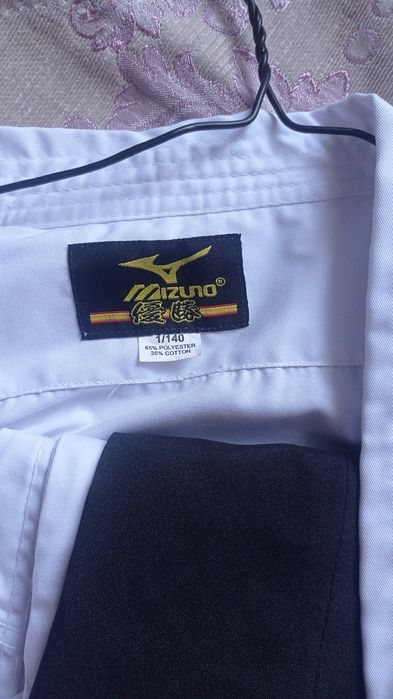 MIZUNO®
優勝
1/140
65% POLYESTER
35% COTTON